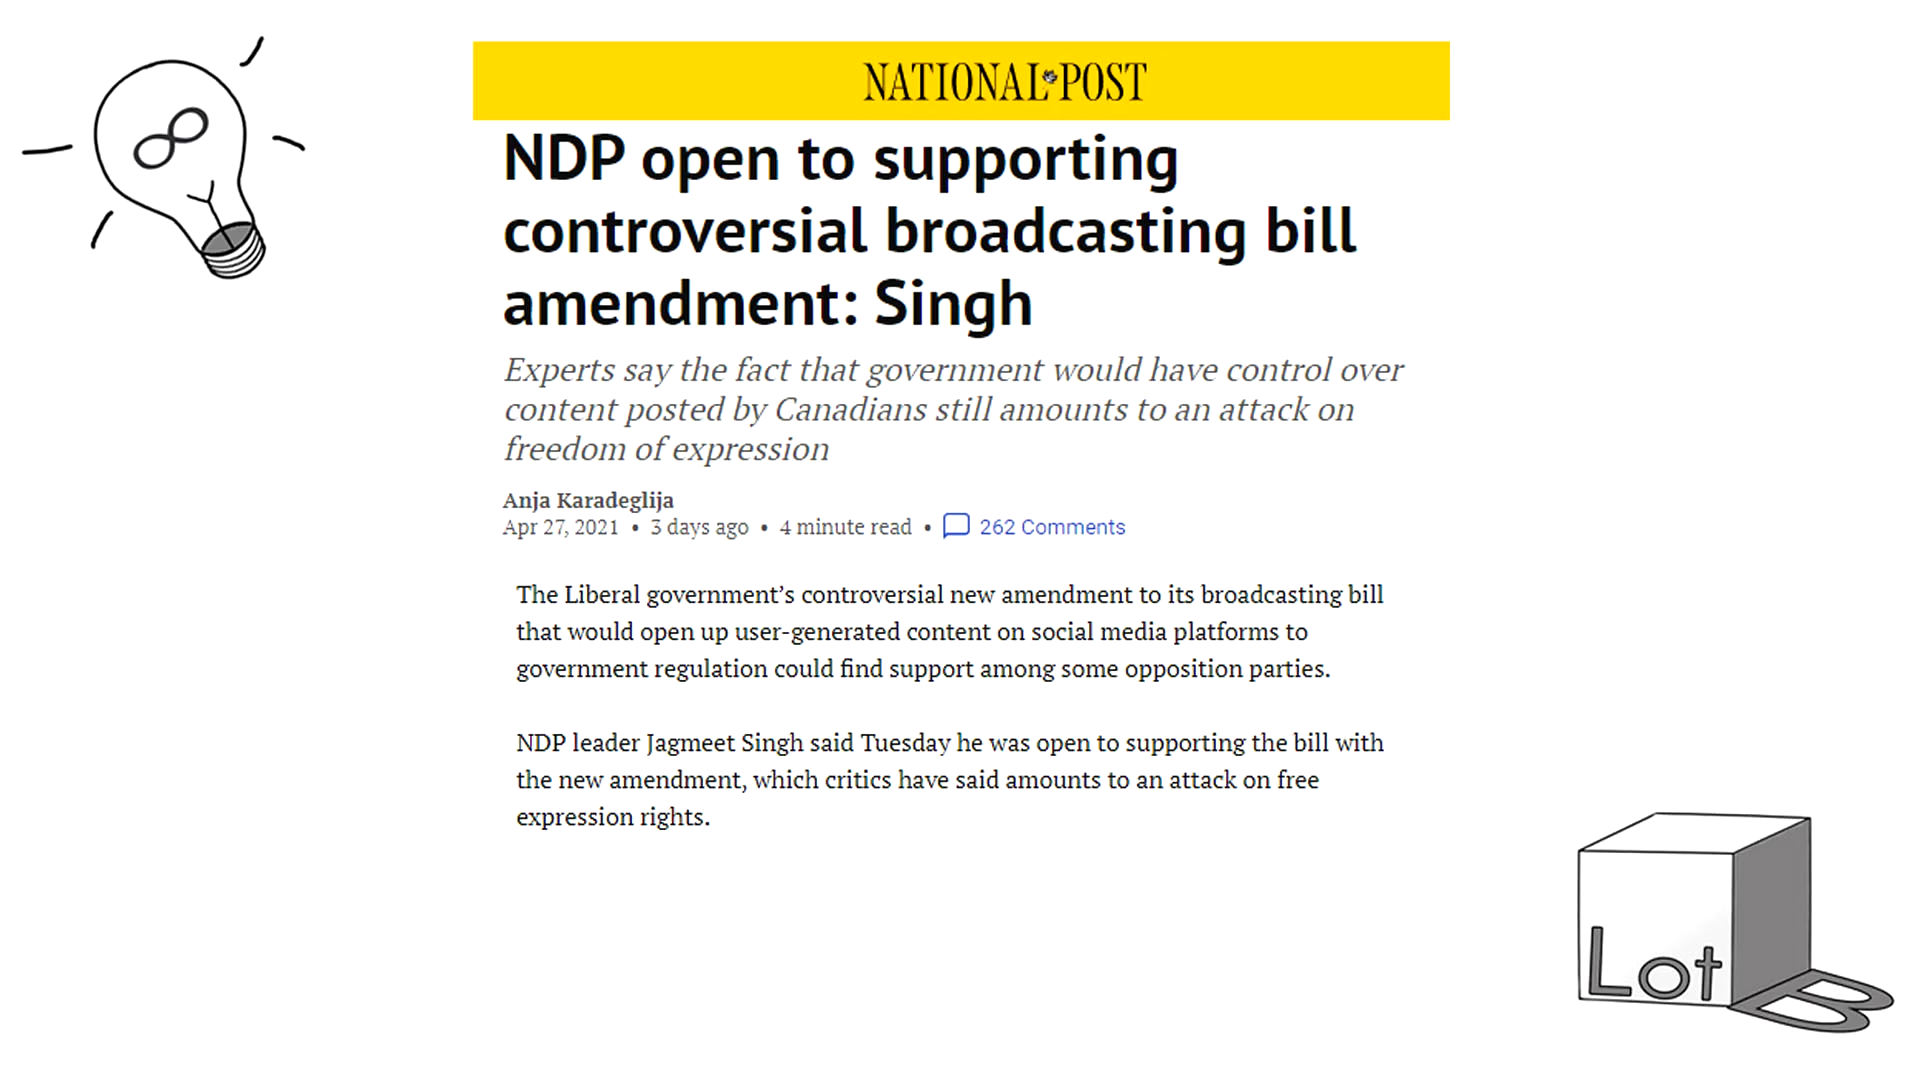 NATIONAL POST
NDP open to supporting
controversial broadcasting bill
amendment: Singh
Experts say the fact that government would have control over
content posted by Canadians still amounts to an attack on
freedom of expression
Anja Karadeglija
Apr 27, 2021 • 3 days ago • 4 minute read • 262 Comments
The Liberal government’s controversial new amendment to its broadcasting bill
that would open up user-generated content on social media platforms to
government regulation could find support among some opposition parties.
NDP leader Jagmeet Singh said Tuesday he was open to supporting the bill with
the new amendment, which critics have said amounts to an attack on free
expression rights.
Lot B